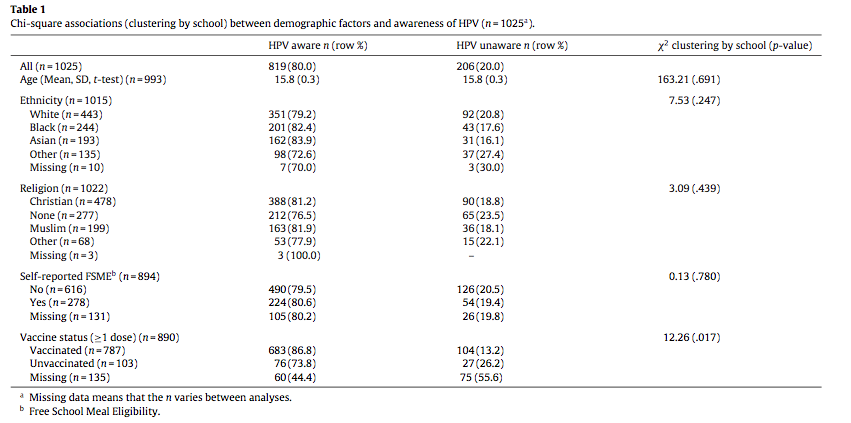 Table 1
Chi-square associations (clustering by school) between demographic factors and awareness of HPV (n = 1025a).
HPV aware n (row %) HPV unaware n (row %) χ2 clustering by school (p-value)
All (n = 1025) 819 (80.0) 206 (20.0)
Age (Mean, SD, t-test) (n = 993) 15.8 (0.3) 15.8 (0.3) 163.21 (.691)
Ethnicity (n = 1015) 7.53 (.247)
White (n = 443) 351 (79.2) 92 (20.8)
Black (n = 244) 201 (82.4) 43 (17.6)
Asian (n = 193) 162 (83.9) 31 (16.1)
Other (n = 135) 98 (72.6) 37 (27.4)
Missing (n = 10) 7 (70.0) 3 (30.0)
Religion (n = 1022) 3.09 (.439)
Christian (n = 478) 388 (81.2) 90 (18.8)
None (n = 277) 212 (76.5) 65 (23.5)
Muslim (n = 199) 163 (81.9) 36 (18.1)
Other (n = 68) 53 (77.9) 15 (22.1)
Missing (n = 3) 3 (100.0) –
Self-reported FSMEb (n = 894) 0.13 (.780)
No (n = 616) 490 (79.5) 126 (20.5)
Yes (n = 278) 224 (80.6) 54 (19.4)
Missing (n = 131) 105 (80.2) 26 (19.8)
Vaccine status (≥1 dose) (n = 890) 12.26 (.017)
Vaccinated (n = 787) 683 (86.8) 104 (13.2)
Unvaccinated (n = 103) 76 (73.8) 27 (26.2)
Missing (n = 135) 60 (44.4) 75 (55.6)
a Missing data means that the n varies between analyses.
b Free School Meal Eligibility.